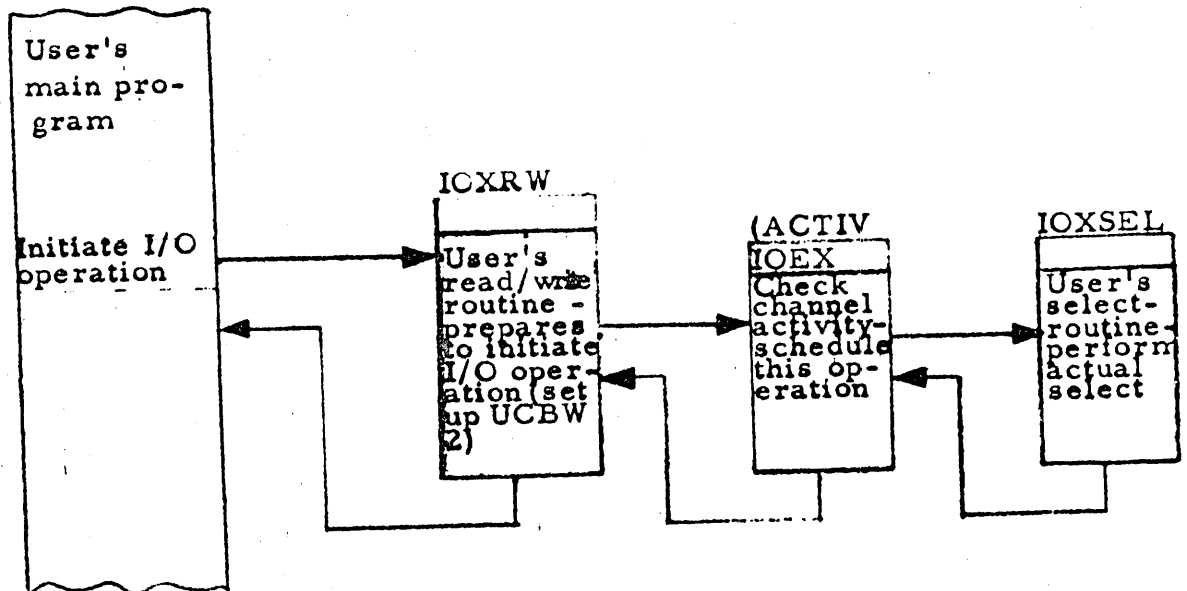 User's
main pro-
gram
Initiate I/O
operation
IOXRW
User's
read/write
routine -
prepares
to initiate
I/O oper-
ation (set
up UCBW
2)
(ACTIV
IOEX
Check
channel
activity-
schedule
this op-
eration
IOXSEL
User's
select-
routine-
perform
actual
select